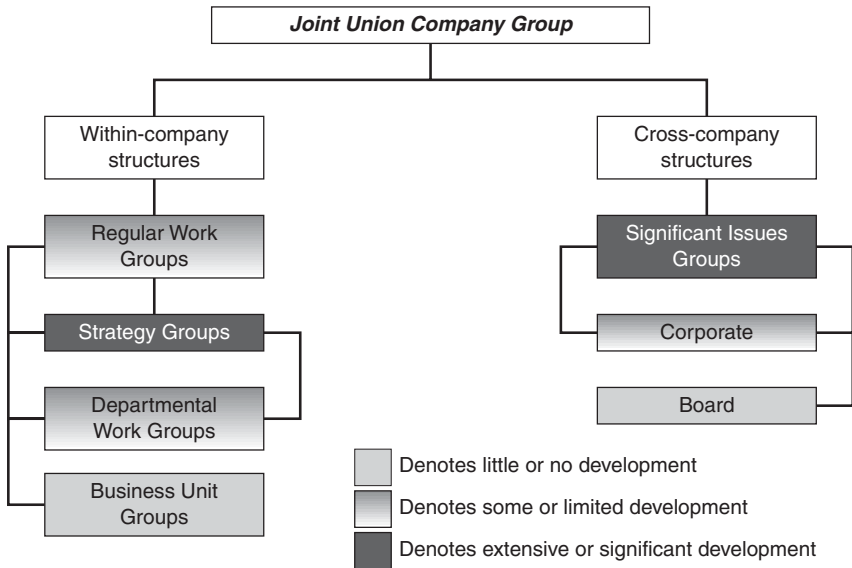 Joint Union Company Group
Within-company
structures
Cross-company
structures
Regular Work
Groups
Significant Issues
Groups
Strategy Groups
Corporate
Departmental
Work Groups
Board
Business Unit
Groups
Denotes little or no development
Denotes some or limited development
Denotes extensive or significant development